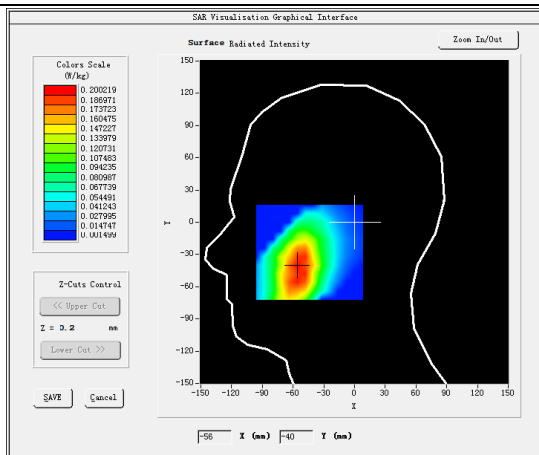 SAR Visualisation Graphical Interface
Surface Radiated Intensity
Zoom In/Out
Colors Scale
(W/kg)
0.200219
0.186971
0.173723
0.160475
0.147227
0.133979
0.120731
0.107483
0.094235
0.080987
0.067739
0.054491
0.041243
0.027995
0.014747
0.001499
150
120
90
60
30
0
-30
-60
-90
-120
-150
Y
-150 -120 -90 -60 -30 0 30 60 90 120 150
X
Z-Cuts Control
<< Upper Cut
Z = 0.2 mm
Lower Cut >>
SAVE Cancel
-56 X (mm) -40 Y (mm)